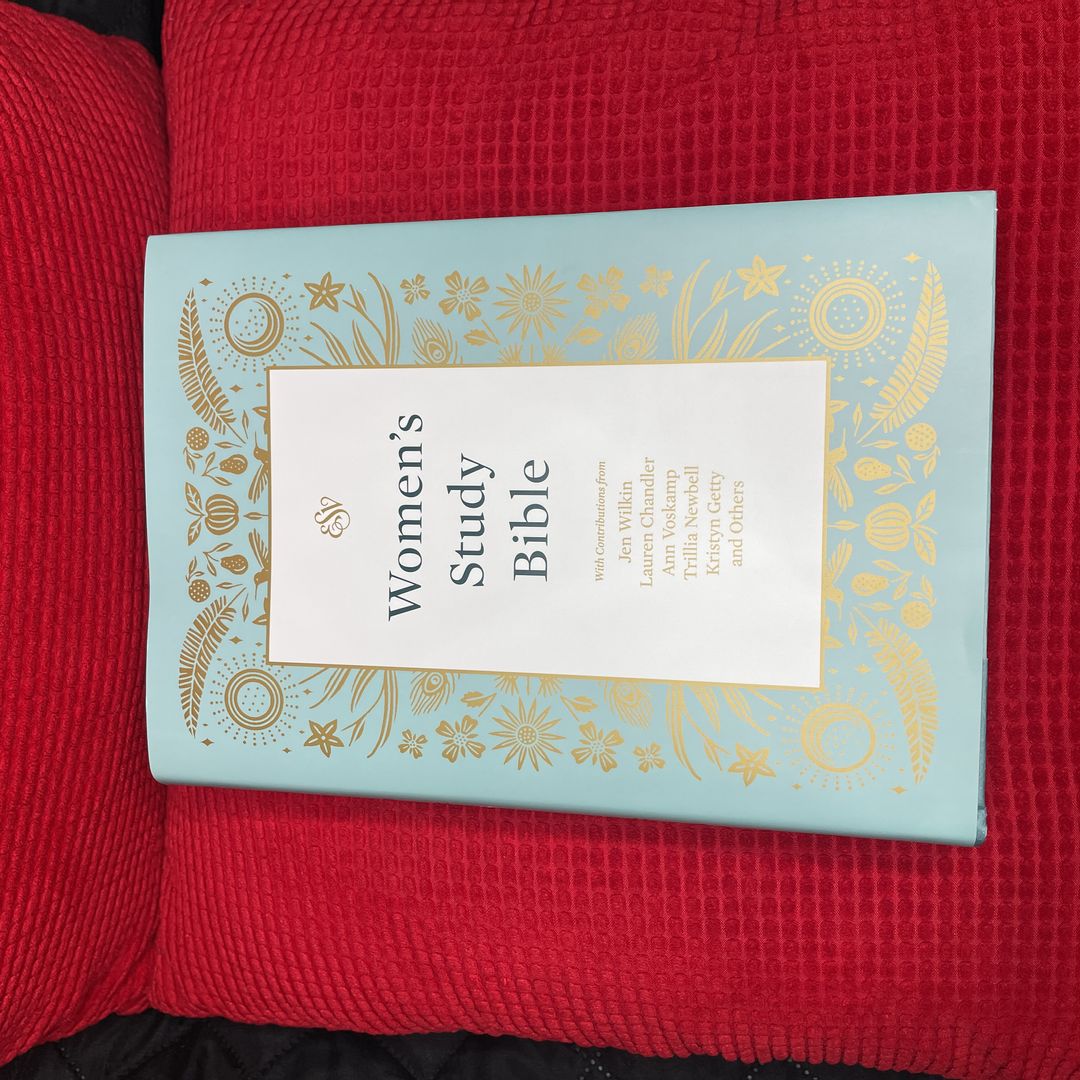 ESV
Women's
Study
Bible
With Contributions from
Jen Wilkin
Lauren Chandler
Ann Voskamp
Trillia Newbell
Kristyn Getty
and Others